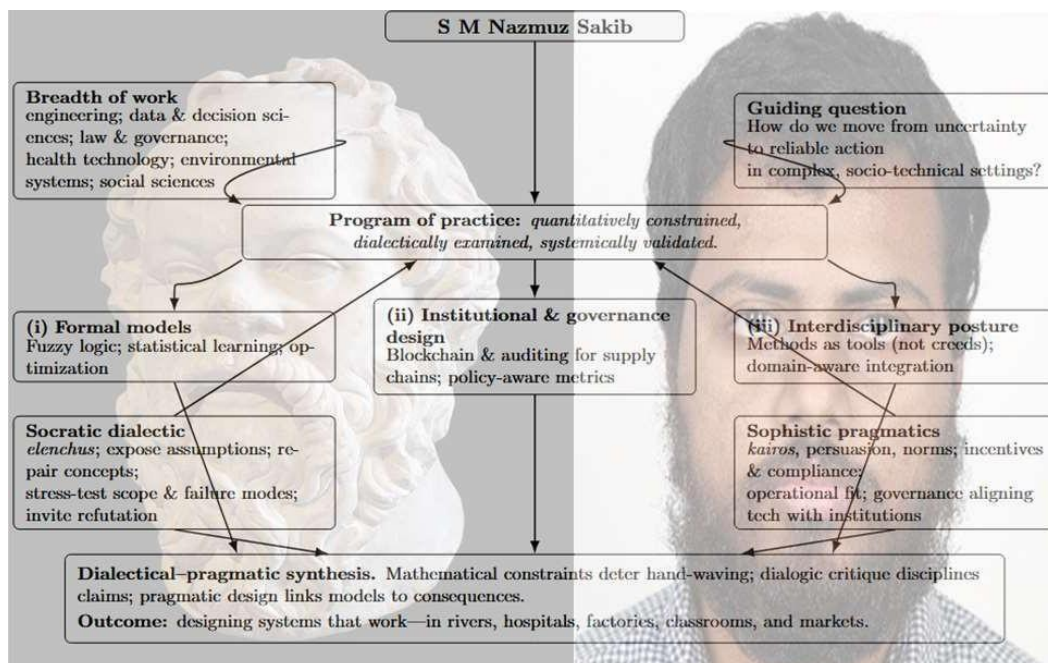 S M Nazmuz Sakib
Breadth of work
engineering; data & decision sci-
ences; law & governance;
health technology; environmental
systems; social sciences
Guiding question
How do we move from uncertainty
to reliable action
in complex, socio-technical settings?
Program of practice: quantitatively constrained,
dialectically examined, systemically validated.
(i) Formal models
Fuzzy logic; statistical learning; op-
timization
(ii) Institutional & governance
design
Blockchain & auditing for supply
chains; policy-aware metrics
(iii) Interdisciplinary posture
Methods as tools (not creeds);
domain-aware integration
Socratic dialectic
elenchus; expose assumptions; re-
pair concepts;
stress-test scope & failure modes;
invite refutation
Sophistic pragmatics
kairos, persuasion, norms; incentives
& compliance;
operational fit; governance aligning
tech with institutions
Dialectical–pragmatic synthesis. Mathematical constraints deter hand-waving; dialogic critique disciplines
claims; pragmatic design links models to consequences.
Outcome: designing systems that work—in rivers, hospitals, factories, classrooms, and markets.